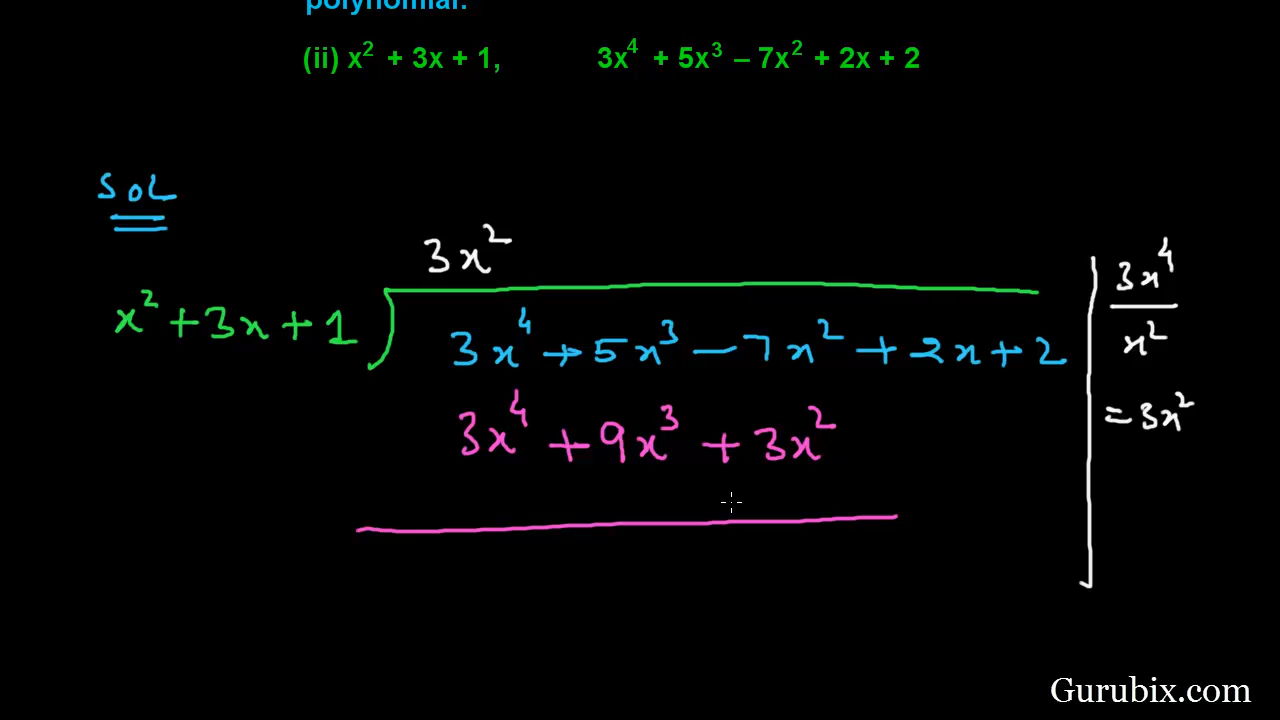 polynomial.
(ii) x² + 3x + 1, 3x⁴ + 5x³ – 7x² + 2x + 2
SOL
3x²
x² + 3x + 1 ) 3x⁴ + 5x³ – 7x² + 2x + 2
3x⁴ + 9x³ + 3x²
3x⁴
x²
= 3x²
Gurubix.com